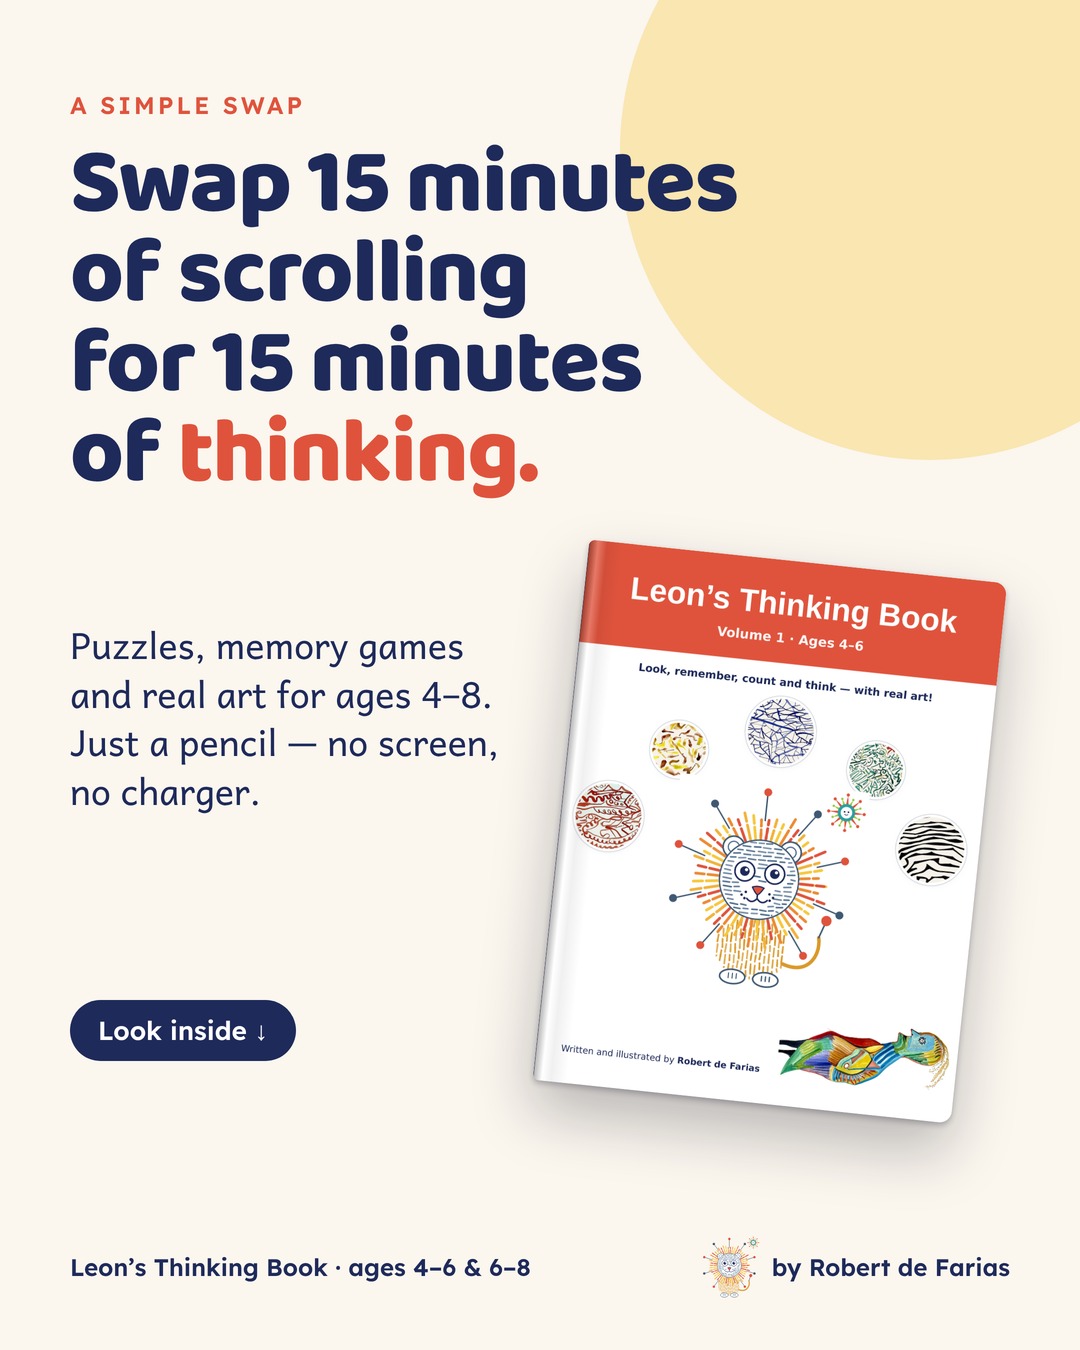 A SIMPLE SWAP
Swap 15 minutes
of scrolling
for 15 minutes
of thinking.
Puzzles, memory games
and real art for ages 4–8.
Just a pencil — no screen,
no charger.
Look inside ↓
Leon’s Thinking Book
Volume 1 · Ages 4–6
Look, remember, count and think — with real art!
Written and illustrated by Robert de Farias
Leon’s Thinking Book · ages 4–6 & 6–8
by Robert de Farias